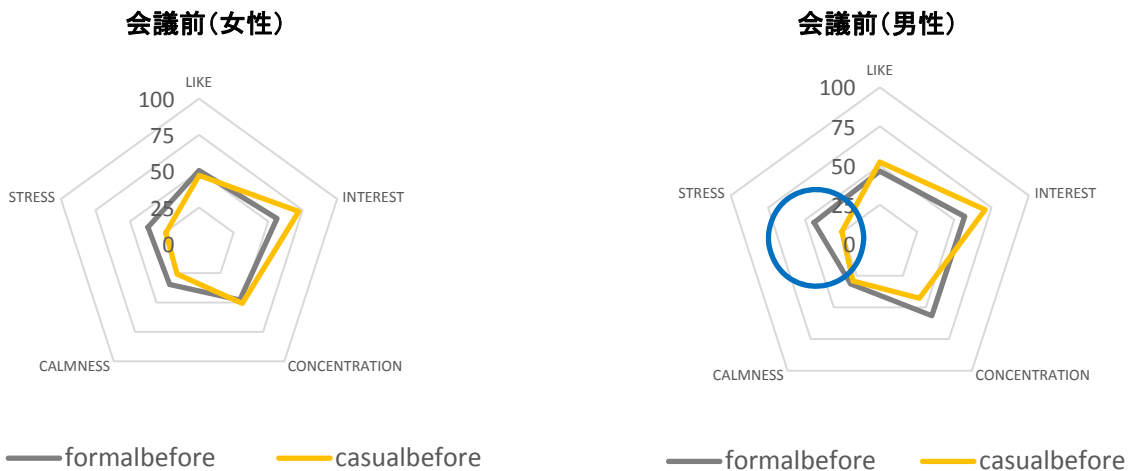 会議前(女性)
LIKE
100
75
50
25
0
STRESS
INTEREST
CALMNESS
CONCENTRATION
formalbefore
casualbefore
会議前(男性)
LIKE
100
75
50
25
0
STRESS
INTEREST
CALMNESS
CONCENTRATION
formalbefore
casualbefore